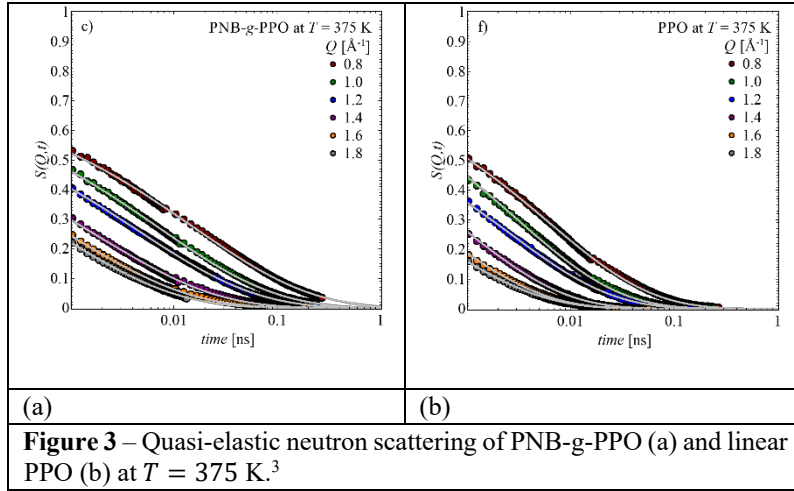 c) PNB-g-PPO at T = 375 K
Q [Å⁻¹]
0.8
1.0
1.2
1.4
1.6
1.8
1
0.9
0.8
0.7
0.6
0.5
0.4
0.3
0.2
0.1
0
S(Q,t)
0.01 0.1 1
time [ns]
f) PPO at T = 375 K
Q [Å⁻¹]
0.8
1.0
1.2
1.4
1.6
1.8
1
0.9
0.8
0.7
0.6
0.5
0.4
0.3
0.2
0.1
0
S(Q,t)
0.01 0.1 1
time [ns]
(a) (b)
Figure 3 – Quasi-elastic neutron scattering of PNB-g-PPO (a) and linear
PPO (b) at T = 375 K.³